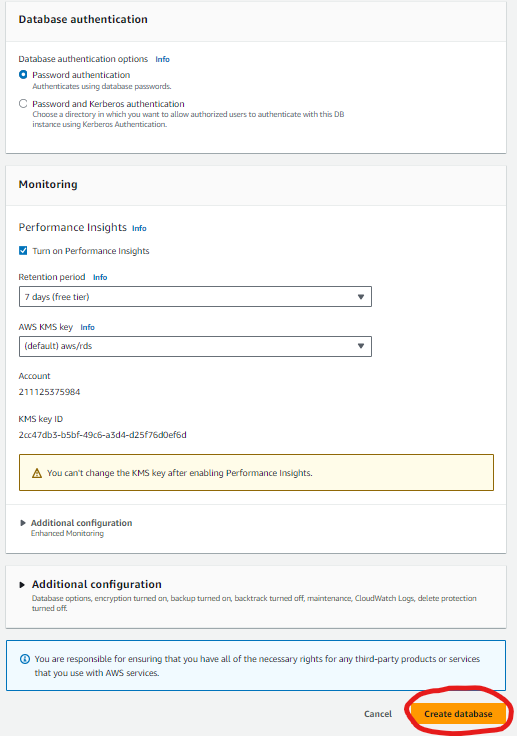 Database authentication
Database authentication options Info
Password authentication
Authenticates using database passwords.
Password and Kerberos authentication
Choose a directory in which you want to allow authorized users to authenticate with this DB
instance using Kerberos Authentication.
Monitoring
Performance Insights Info
Turn on Performance Insights
Retention period Info
7 days (free tier)
AWS KMS key Info
(default) aws/rds
Account
211125375984
KMS key ID
2cc47db3-b5bf-49c6-a3d4-d25f76d0ef6d
You can't change the KMS key after enabling Performance Insights.
Additional configuration
Enhanced Monitoring
Additional configuration
Database options, encryption turned on, backup turned on, backtrack turned off, maintenance, CloudWatch Logs, delete protection
turned off.
You are responsible for ensuring that you have all of the necessary rights for any third-party products or services
that you use with AWS services.
Cancel Create database